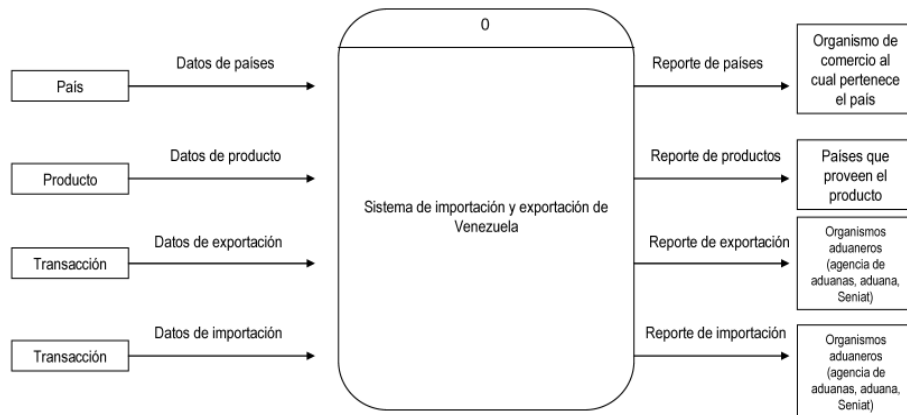 0
Datos de países
País
Reporte de países
Organismo de
comercio al
cual pertenece
el país
Datos de producto
Producto
Reporte de productos
Países que
proveen el
producto
Sistema de importación y exportación de
Venezuela
Datos de exportación
Transacción
Reporte de exportación
Organismos
aduaneros
(agencia de
aduanas, aduana,
Seniat)
Datos de importación
Transacción
Reporte de importación
Organismos
aduaneros
(agencia de
aduanas, aduana,
Seniat)